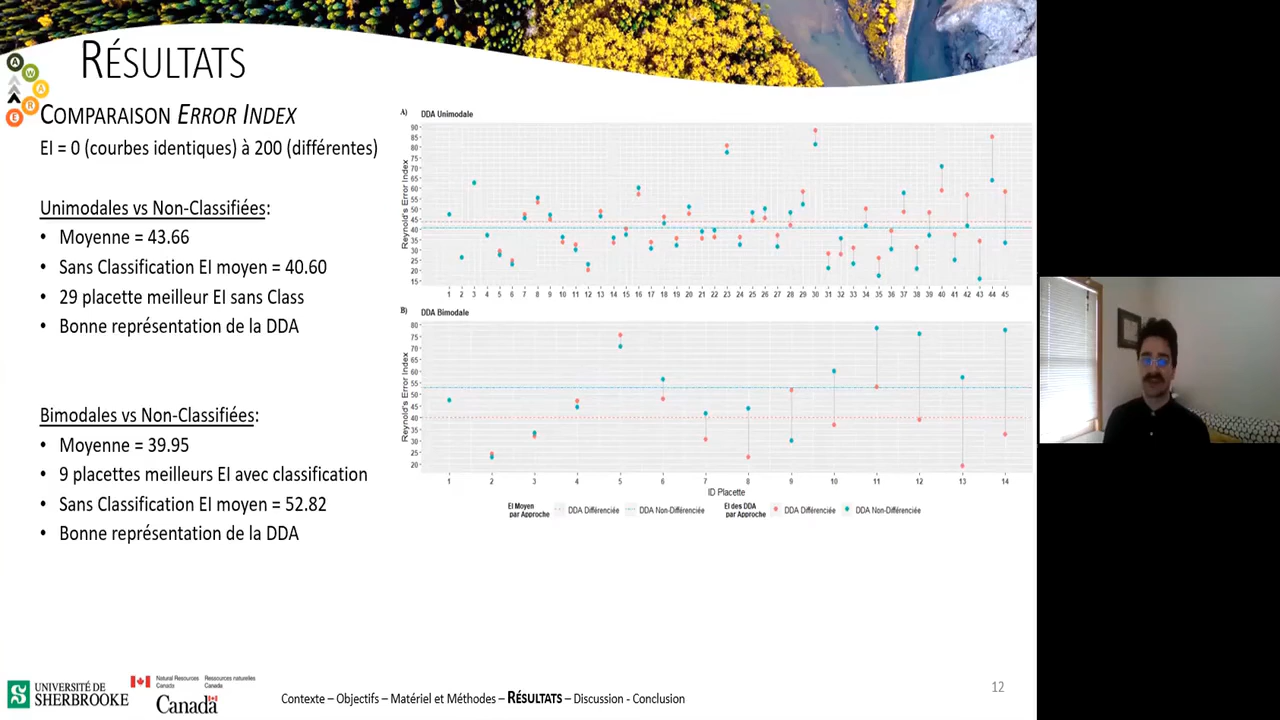 RÉSULTATS
A
W
A
R
E
COMPARAISON ERROR INDEX
EI = 0 (courbes identiques) à 200 (différentes)
Unimodales vs Non-Classifiées:
• Moyenne = 43.66
• Sans Classification EI moyen = 40.60
• 29 placette meilleur EI sans Class
• Bonne représentation de la DDA
Bimodales vs Non-Classifiées:
• Moyenne = 39.95
• 9 placettes meilleurs EI avec classification
• Sans Classification EI moyen = 52.82
• Bonne représentation de la DDA
A) DDA Unimodale
Reynold's Error Index
90
85
80
75
70
65
60
55
50
45
40
35
30
25
20
15
1 2 3 4 5 6 7 8 9 10 11 12 13 14 15 16 17 18 19 20 21 22 23 24 25 26 27 28 29 30 31 32 33 34 35 36 37 38 39 40 41 42 43 44 45
B) DDA Bimodale
Reynold's Error Index
80
75
70
65
60
55
50
45
40
35
30
25
20
1 2 3 4 5 6 7 8 9 10 11 12 13 14
ID Placette
EI Moyen par Approche DDA Différenciée DDA Non-Différenciée EI des DDA par Approche DDA Différenciée DDA Non-Différenciée
S UNIVERSITÉ DE
SHERBROOKE
Natural Resources Ressources naturelles
Canada Canada
Canada
Contexte – Objectifs – Matériel et Méthodes – RÉSULTATS – Discussion - Conclusion
12